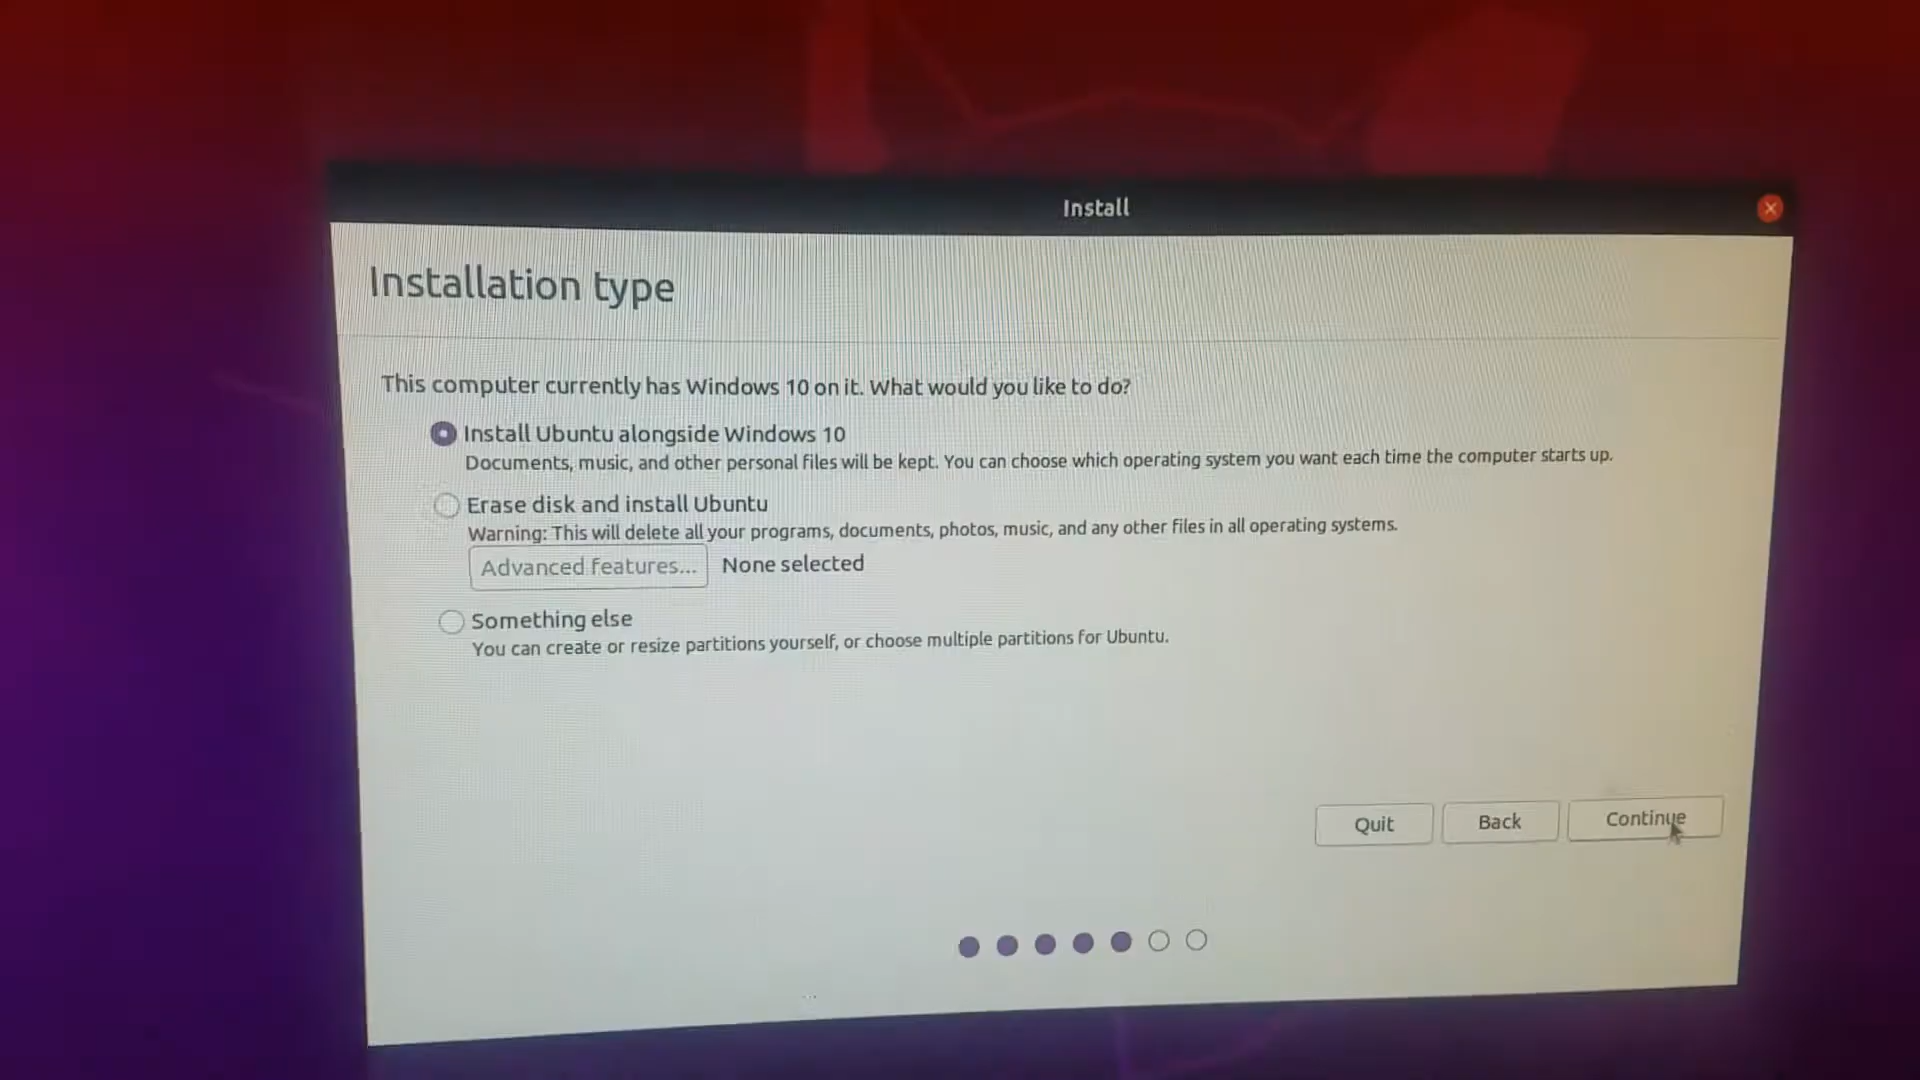 Install
Installation type
This computer currently has Windows 10 on it. What would you like to do?
Install Ubuntu alongside Windows 10
Documents, music, and other personal files will be kept. You can choose which operating system you want each time the computer starts up.
Erase disk and install Ubuntu
Warning: This will delete all your programs, documents, photos, music, and any other files in all operating systems.
Advanced features... None selected
Something else
You can create or resize partitions yourself, or choose multiple partitions for Ubuntu.
Quit Back Continue